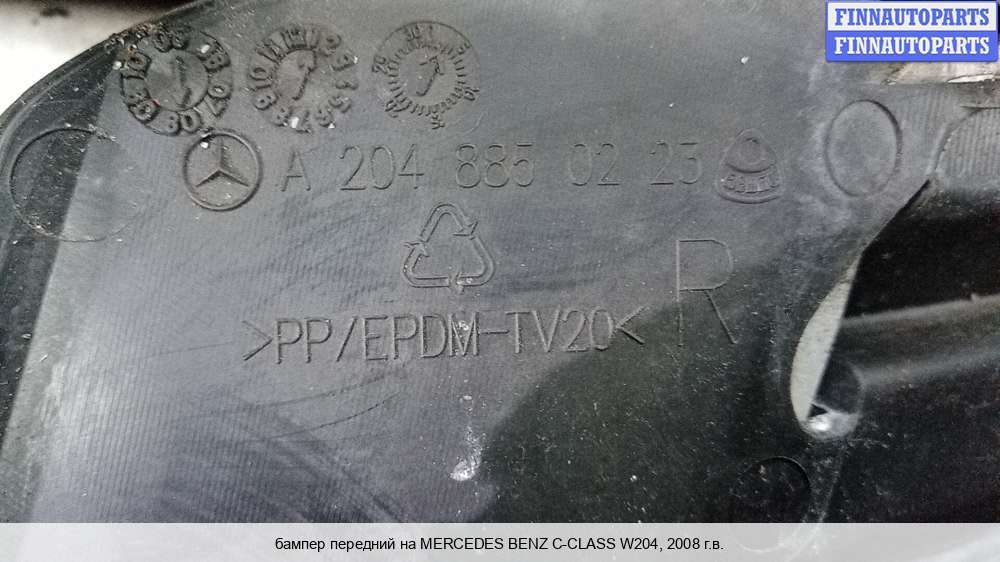 FINNAUTOPARTS
FINNAUTOPARTS
A 204 885 02 23
>PP/EPDM-TV20<
R
бампер передний на MERCEDES BENZ C-CLASS W204, 2008 г.в.